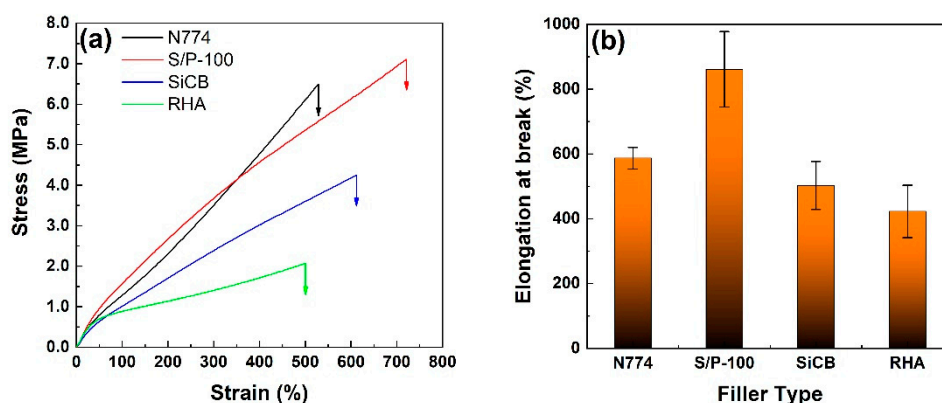 (a)
N774
S/P-100
SiCB
RHA
8.0
7.0
6.0
5.0
4.0
3.0
2.0
1.0
0.0
Stress (MPa)
0 100 200 300 400 500 600 700 800
Strain (%)
(b)
1000
800
600
400
200
0
Elongation at break (%)
N774 S/P-100 SiCB RHA
Filler Type